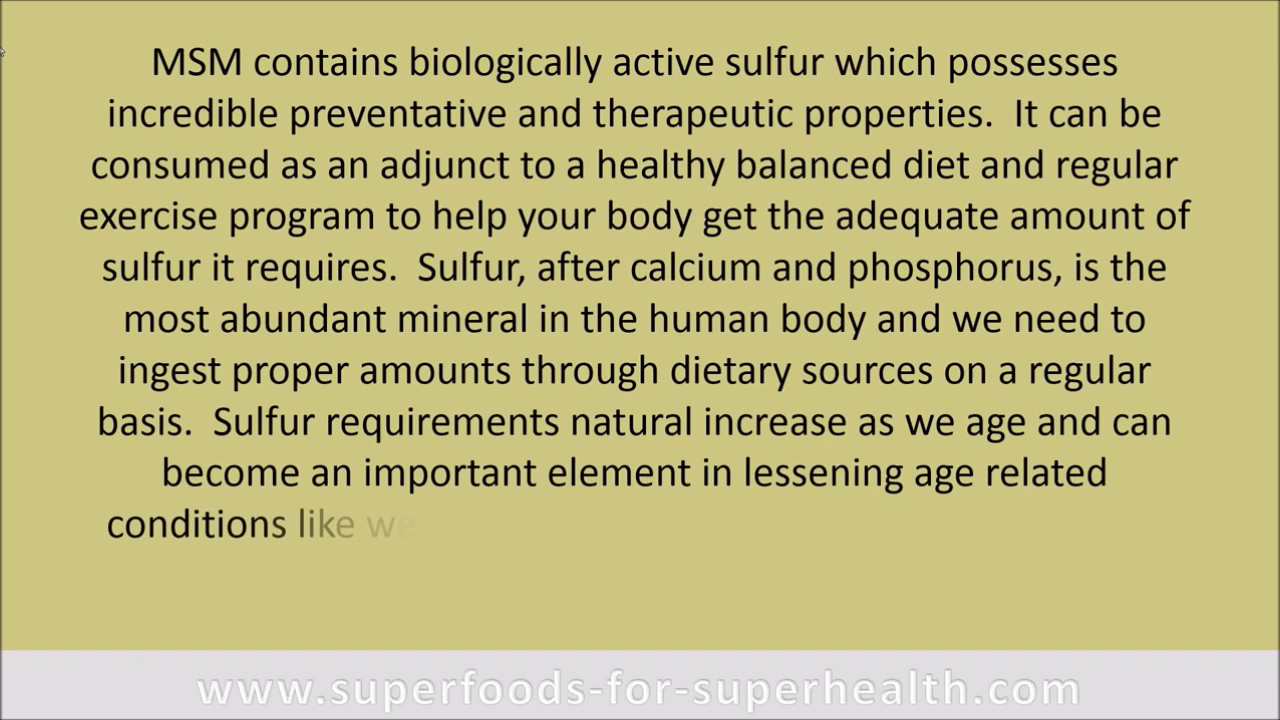 MSM contains biologically active sulfur which possesses
incredible preventative and therapeutic properties.  It can be
consumed as an adjunct to a healthy balanced diet and regular
exercise program to help your body get the adequate amount of
sulfur it requires.  Sulfur, after calcium and phosphorus, is the
most abundant mineral in the human body and we need to
ingest proper amounts through dietary sources on a regular
basis.  Sulfur requirements natural increase as we age and can
become an important element in lessening age related
conditions like we
www.superfoods-for-superhealth.com